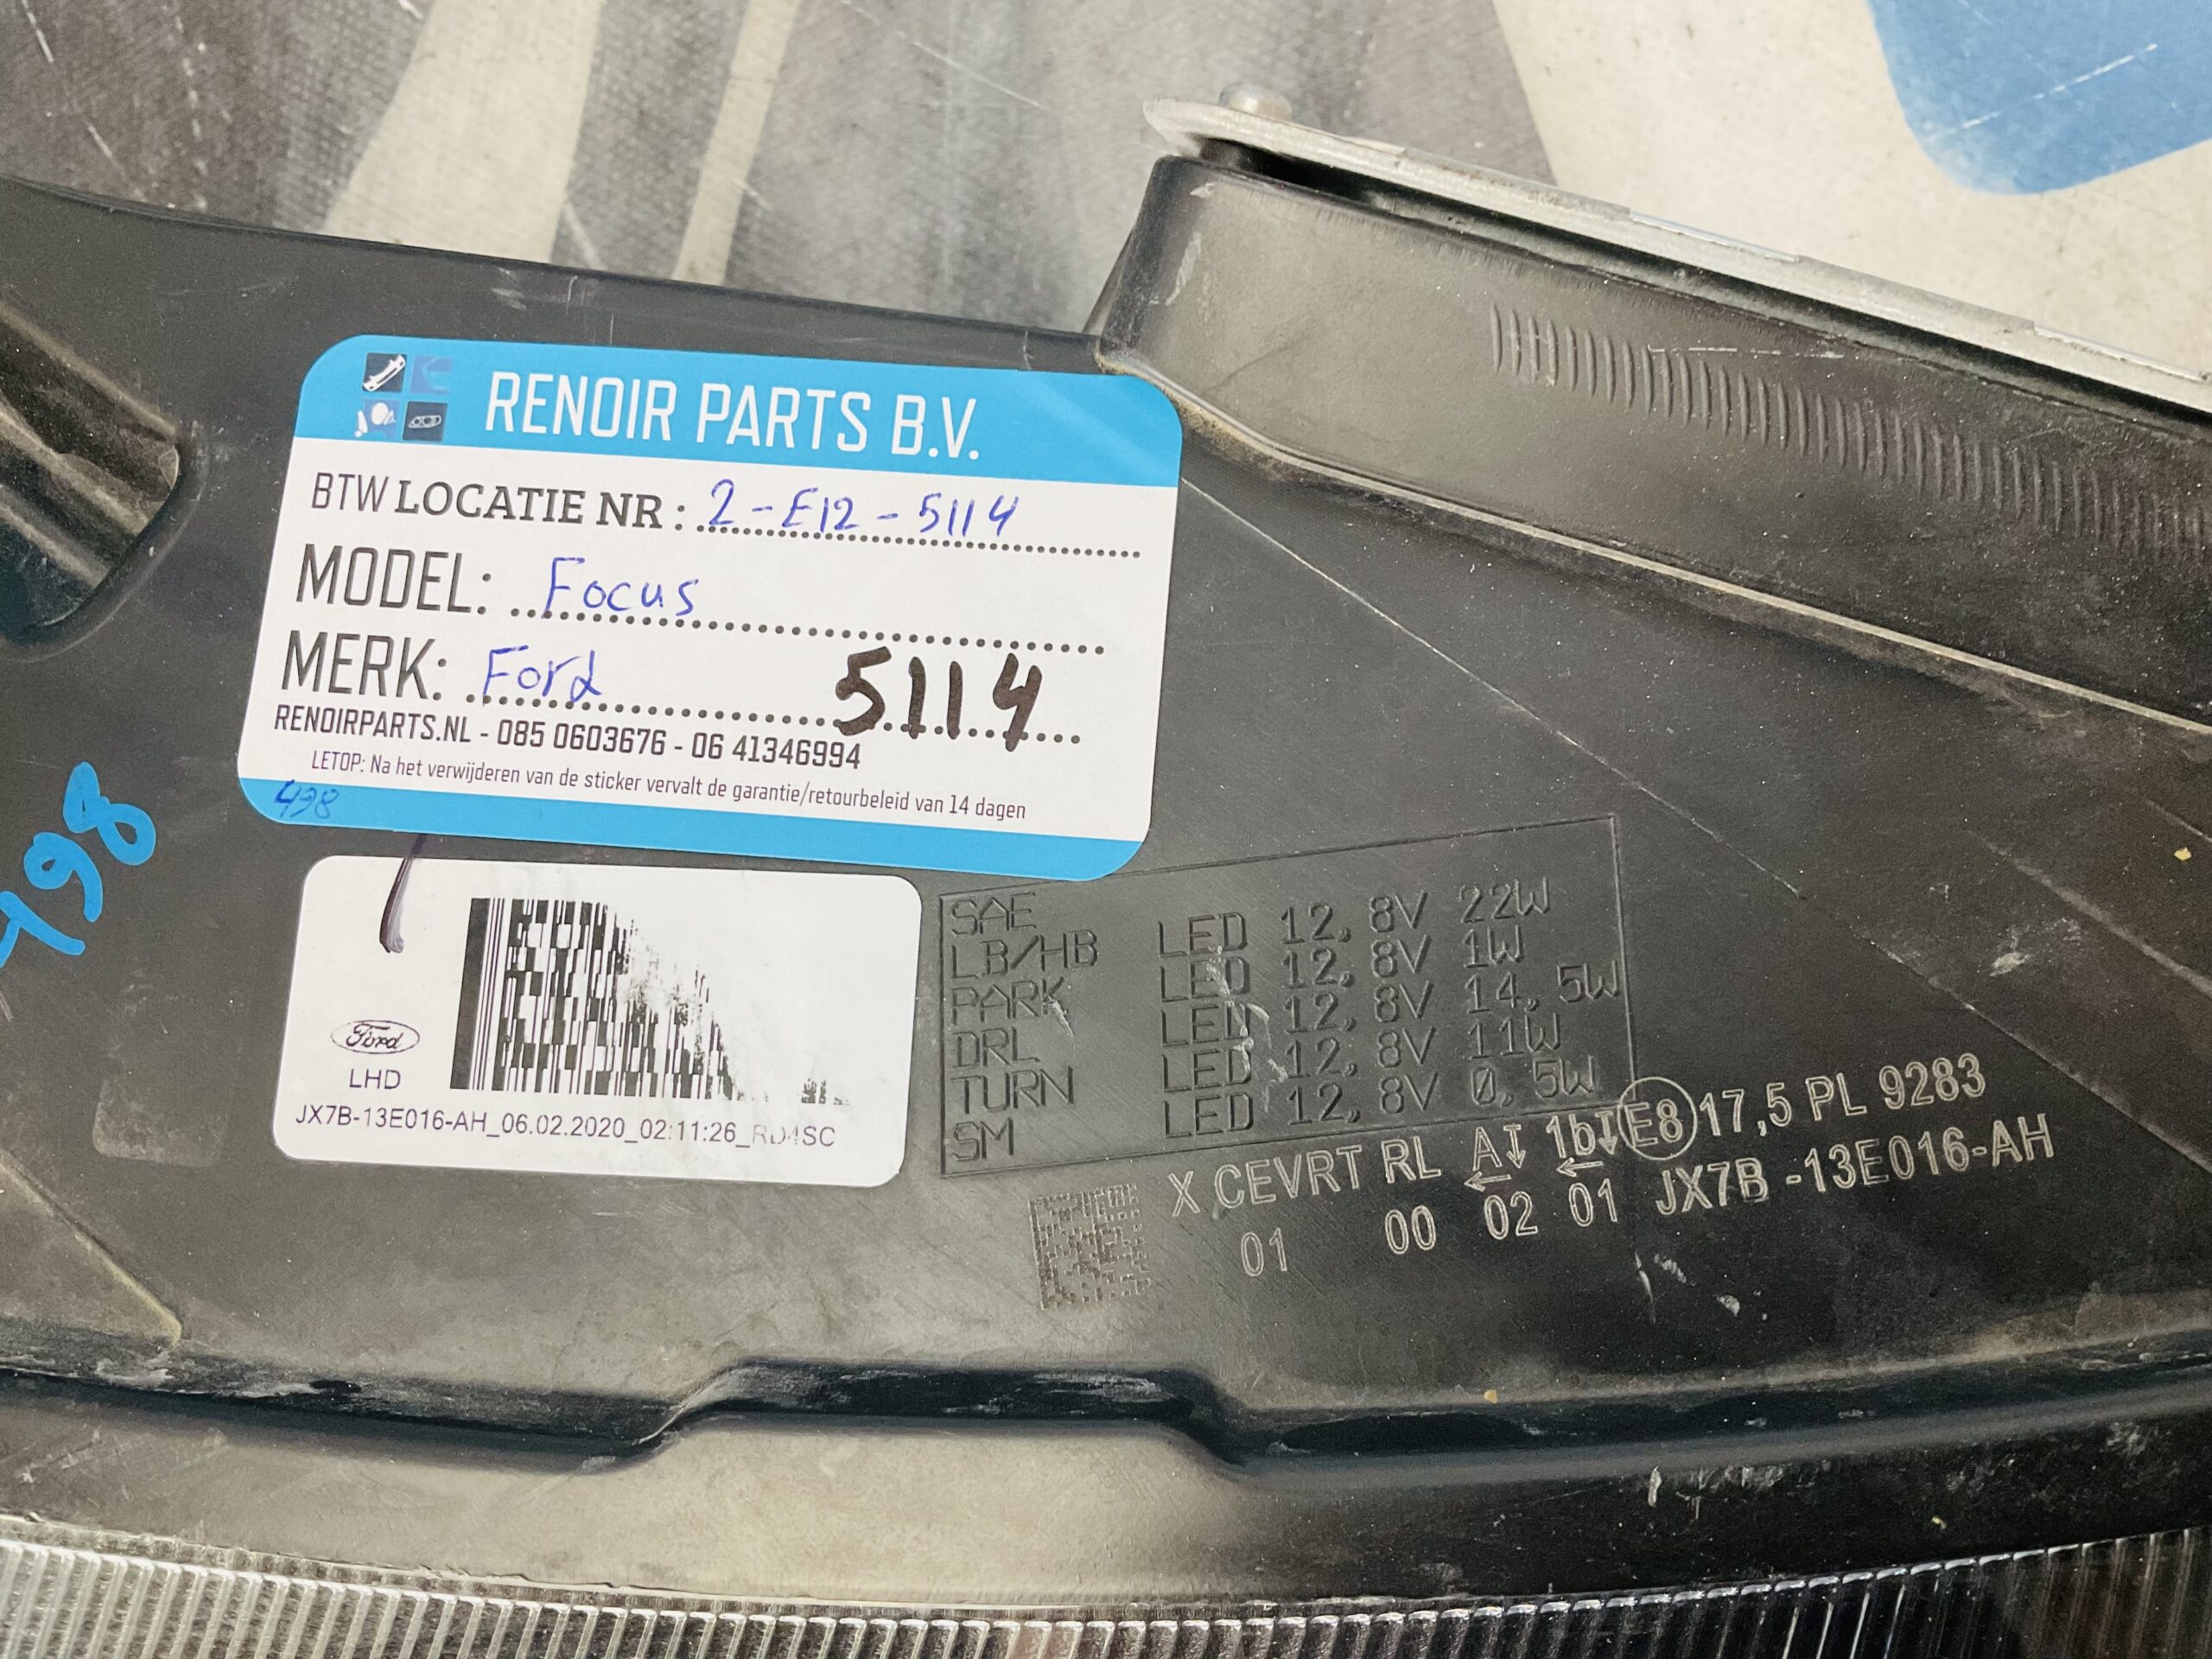 RENOIR PARTS B.V.
BTW LOCATIE NR : 2-E12-5114
MODEL: Focus
MERK: Ford
5114
RENOIRPARTS.NL - 085 0603676 - 06 41346994
LETOP: Na het verwijderen van de sticker vervalt de garantie/retourbeleid van 14 dagen
498
498
Ford
LHD
JX7B-13E016-AH_06.02.2020_02:11:26_RD4SC
SAE
LB/HB LED 12,8V 22W
PARK LED 12,8V 1W
DRL LED 12,8V 14,5W
TURN LED 12,8V 11W
SM LED 12,8V 0,5W
X CEVRT RL A 1b E8 17,5 PL 9283
01 00 02 01 JX7B -13E016-AH